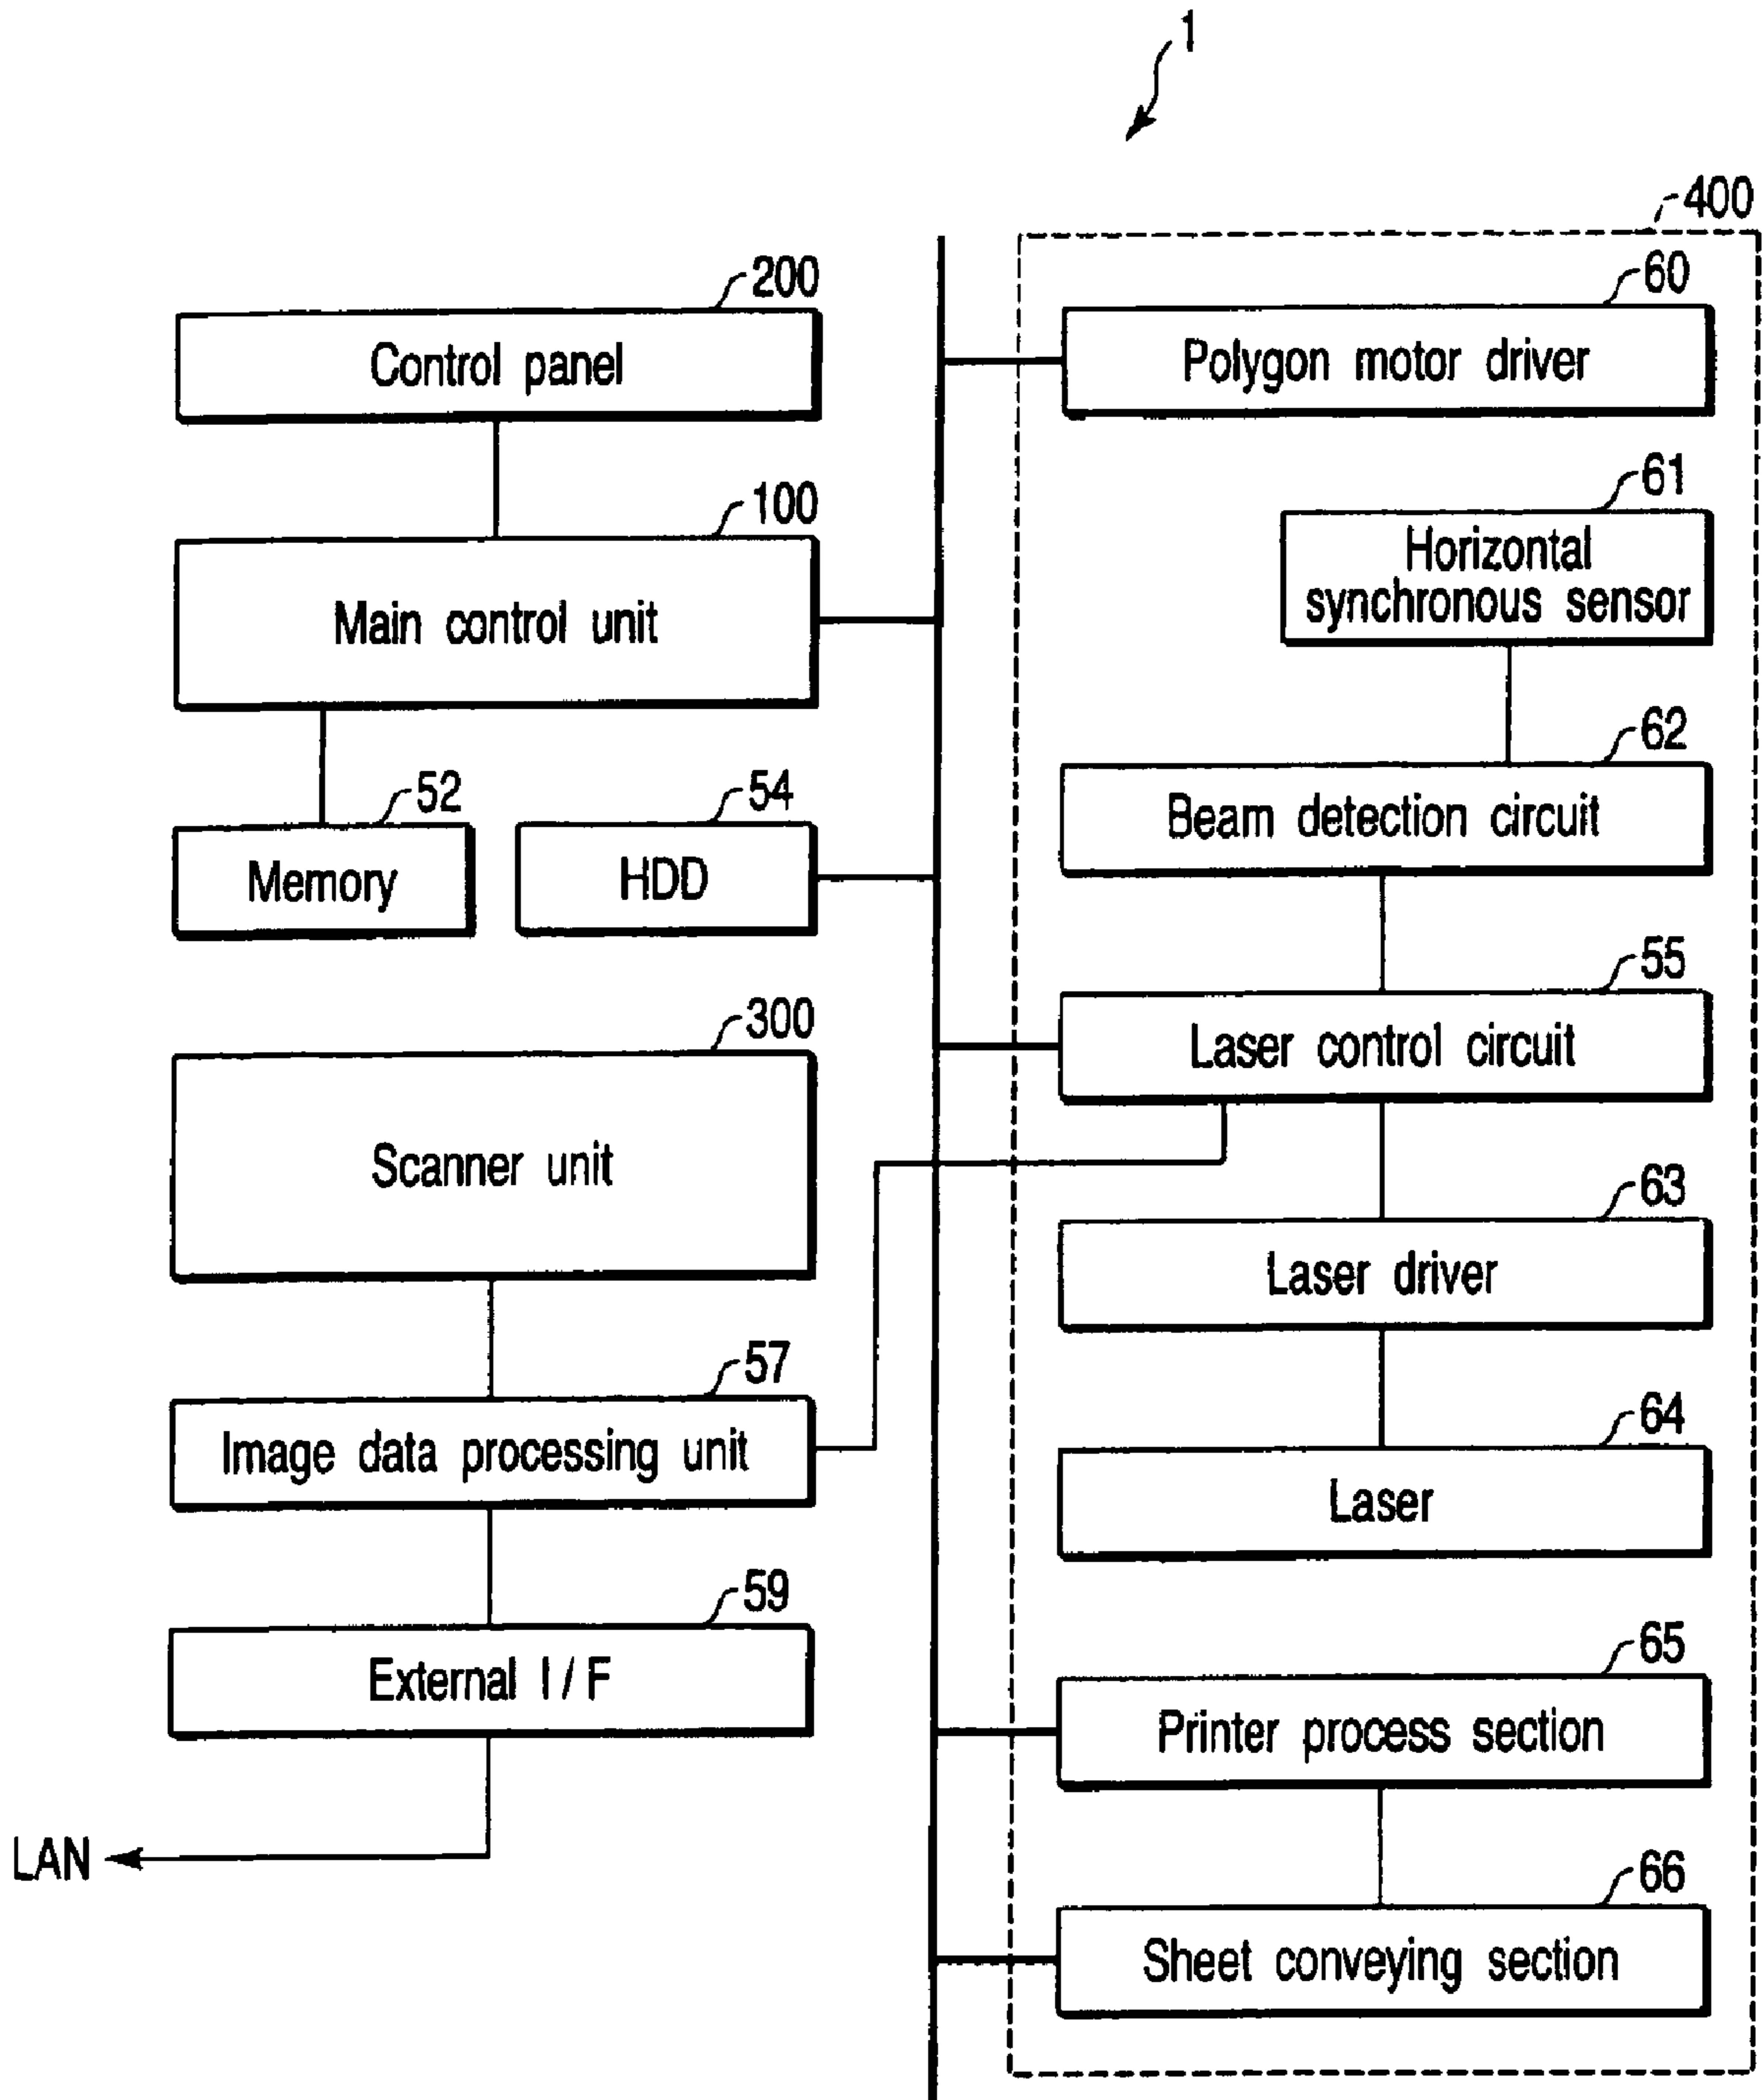 1
400
200
Control panel
60
Polygon motor driver
100
Main control unit
61
Horizontal
synchronous sensor
62
Beam detection circuit
52
Memory
54
HDD
55
Laser control circuit
300
Scanner unit
63
Laser driver
57
Image data processing unit
64
Laser
59
External I / F
65
Printer process section
LAN
66
Sheet conveying section